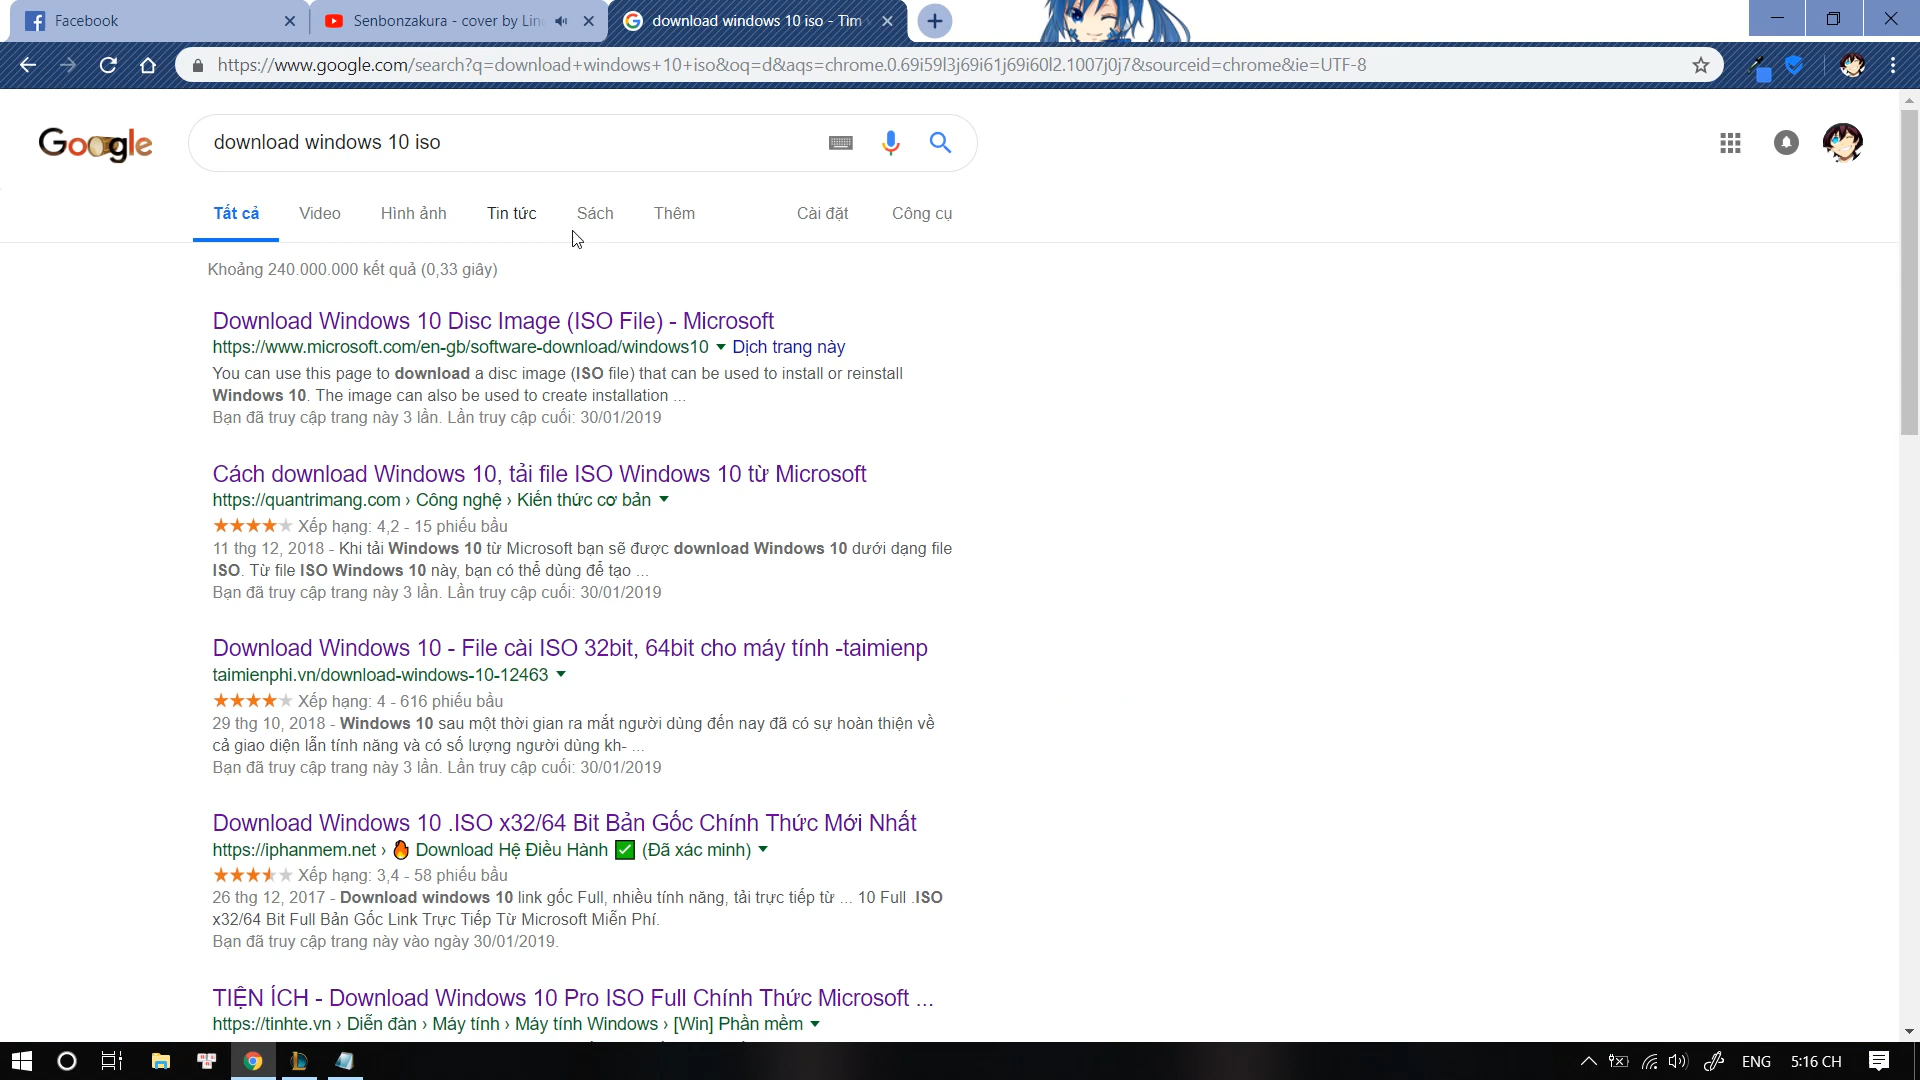 Facebook
Senbonzakura - cover by Lin
download windows 10 iso - Tìm
https://www.google.com/search?q=download+windows+10+iso&oq=d&aqs=chrome.0.69i59l3j69i61j69i60l2.1007j0j7&sourceid=chrome&ie=UTF-8
Google
download windows 10 iso
Tất cả Video Hình ảnh Tin tức Sách Thêm Cài đặt Công cụ
Khoảng 240.000.000 kết quả (0,33 giây)
Download Windows 10 Disc Image (ISO File) - Microsoft
https://www.microsoft.com/en-gb/software-download/windows10 Dịch trang này
You can use this page to download a disc image (ISO file) that can be used to install or reinstall
Windows 10. The image can also be used to create installation ...
Bạn đã truy cập trang này 3 lần. Lần truy cập cuối: 30/01/2019
Cách download Windows 10, tải file ISO Windows 10 từ Microsoft
https://quantrimang.com › Công nghệ › Kiến thức cơ bản
Xếp hạng: 4,2 - 15 phiếu bầu
11 thg 12, 2018 - Khi tải Windows 10 từ Microsoft bạn sẽ được download Windows 10 dưới dạng file
ISO. Từ file ISO Windows 10 này, bạn có thể dùng để tạo ...
Bạn đã truy cập trang này 3 lần. Lần truy cập cuối: 30/01/2019
Download Windows 10 - File cài ISO 32bit, 64bit cho máy tính -taimienp
taimienphi.vn/download-windows-10-12463
Xếp hạng: 4 - 616 phiếu bầu
29 thg 10, 2018 - Windows 10 sau một thời gian ra mắt người dùng đến nay đã có sự hoàn thiện về
cả giao diện lẫn tính năng và có số lượng người dùng kh- ...
Bạn đã truy cập trang này 3 lần. Lần truy cập cuối: 30/01/2019
Download Windows 10 .ISO x32/64 Bit Bản Gốc Chính Thức Mới Nhất
https://iphanmem.net › 🔥 Download Hệ Điều Hành ✅ (Đã xác minh)
Xếp hạng: 3,4 - 58 phiếu bầu
26 thg 12, 2017 - Download windows 10 link gốc Full, nhiều tính năng, tải trực tiếp từ ... 10 Full .ISO
x32/64 Bit Full Bản Gốc Link Trực Tiếp Từ Microsoft Miễn Phí.
Bạn đã truy cập trang này vào ngày 30/01/2019.
TIỆN ÍCH - Download Windows 10 Pro ISO Full Chính Thức Microsoft ...
https://tinhte.vn › Diễn đàn › Máy tính › Máy tính Windows › [Win] Phần mềm
ENG 5:16 CH